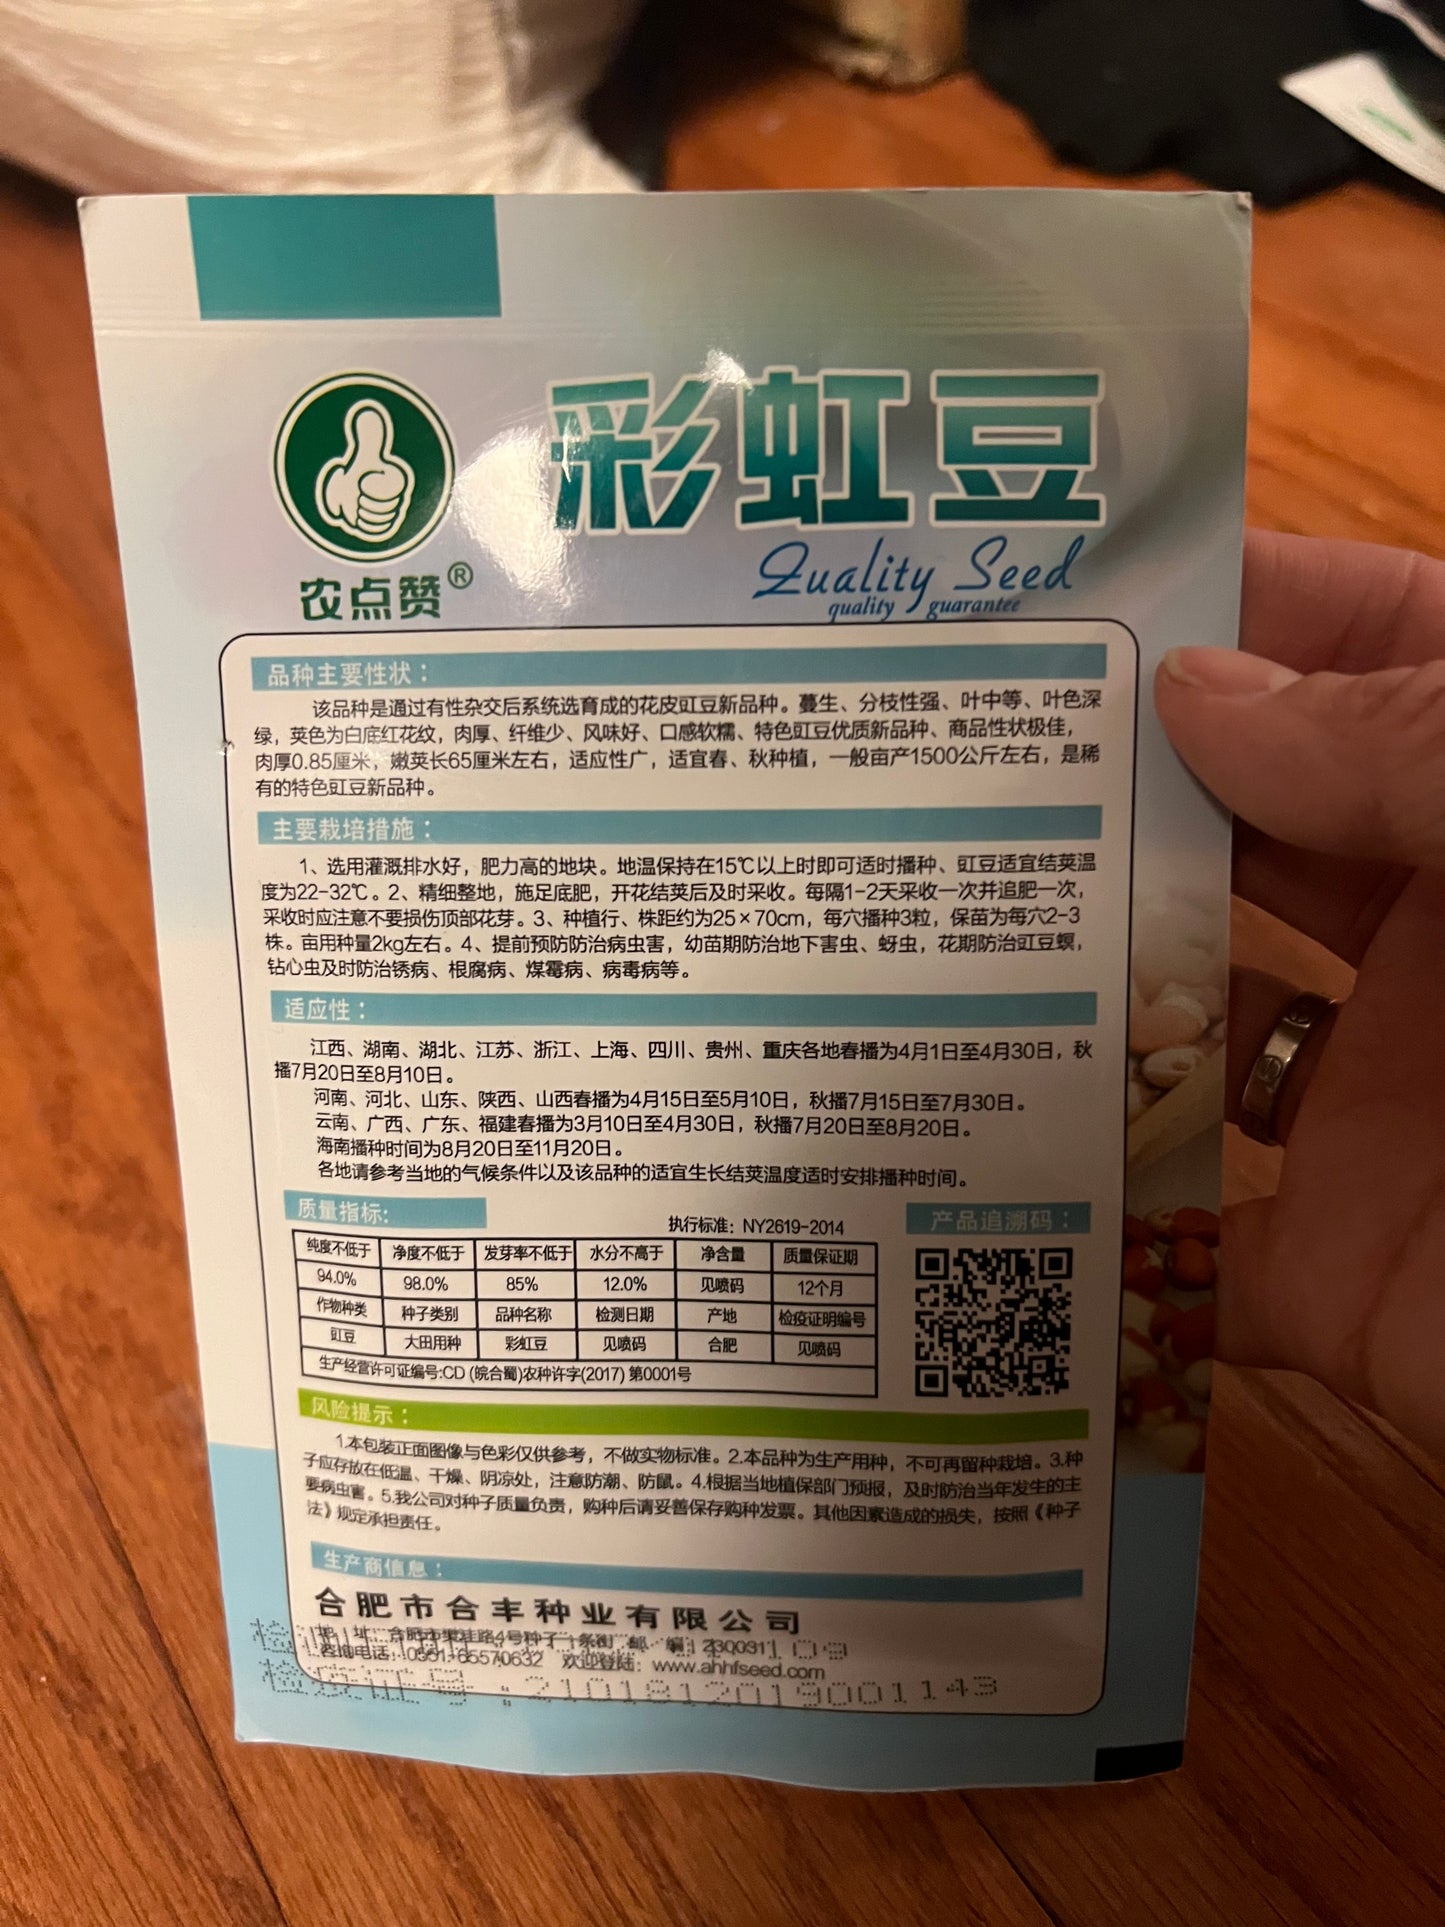 彩虹豆
农点赞®
Quality Seed
quality guarantee
品种主要性状：
该品种是通过有性杂交后系统选育成的花皮豇豆新品种。蔓生、分枝性强、叶中等、叶色深
绿，荚色为白底红花纹，肉厚、纤维少、风味好、口感软糯、特色豇豆优质新品种、商品性状极佳，
肉厚0.85厘米，嫩荚长65厘米左右，适应性广，适宜春、秋种植，一般亩产1500公斤左右，是稀
有的特色豇豆新品种。
主要栽培措施：
1、选用灌溉排水好，肥力高的地块。地温保持在15℃以上时即可适时播种、豇豆适宜结荚温
度为22-32℃。2、精细整地，施足底肥，开花结荚后及时采收。每隔1-2天采收一次并追肥一次，
采收时应注意不要损伤顶部花芽。3、种植行、株距约为25×70cm，每穴播种3粒，保苗为每穴2-3
株。亩用种量2kg左右。4、提前预防防治病虫害，幼苗期防治地下害虫、蚜虫，花期防治豇豆螟，
钻心虫及时防治锈病、根腐病、煤霉病、病毒病等。
适应性：
江西、湖南、湖北、江苏、浙江、上海、四川、贵州、重庆各地春播为4月1日至4月30日，秋
播7月20日至8月10日。
河南、河北、山东、陕西、山西春播为4月15日至5月10日，秋播7月15日至7月30日。
云南、广西、广东、福建春播为3月10日至4月30日，秋播7月20日至8月20日。
海南播种时间为8月20日至11月20日。
各地请参考当地的气候条件以及该品种的适宜生长结荚温度适时安排播种时间。
质量指标:
执行标准：NY2619-2014
产品追溯码：
纯度不低于 净度不低于 发芽率不低于 水分不高于 净含量 质量保证期
94.0% 98.0% 85% 12.0% 见喷码 12个月
作物种类 种子类别 品种名称 检测日期 产地 检疫证明编号
豇豆 大田用种 彩虹豆 见喷码 合肥 见喷码
生产经营许可证编号:CD (皖合蜀)农种许字(2017) 第0001号
风险提示：
1.本包装正面图像与色彩仅供参考，不做实物标准。2.本品种为生产用种，不可再留种栽培。3.种
子应存放在低温、干燥、阴凉处，注意防潮、防鼠。4.根据当地植保部门预报，及时防治当年发生的主
要病虫害。5.我公司对种子质量负责，购种后请妥善保存购种发票。其他因素造成的损失，按照《种子
法》规定承担责任。
生产商信息：
合肥市合丰种业有限公司
地 址：合肥市 路4号种子一条街 邮 编：230031
咨询电话：0551-65570632 欢迎登陆：www.ahhfseed.com
检疫证号：2101812019001143